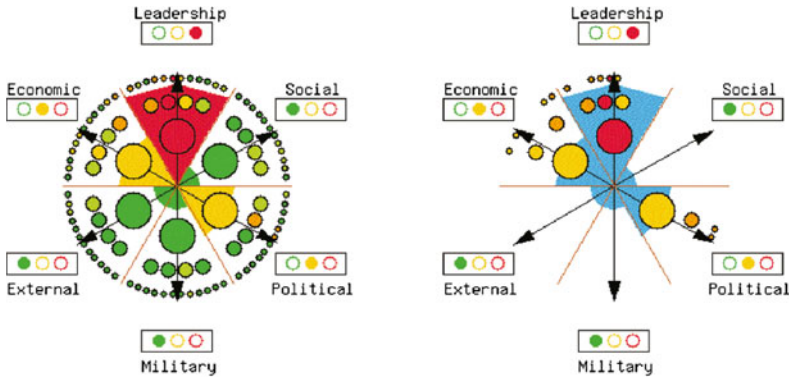 Leadership
Economic
Social
External
Political
Military
Leadership
Economic
Social
External
Political
Military